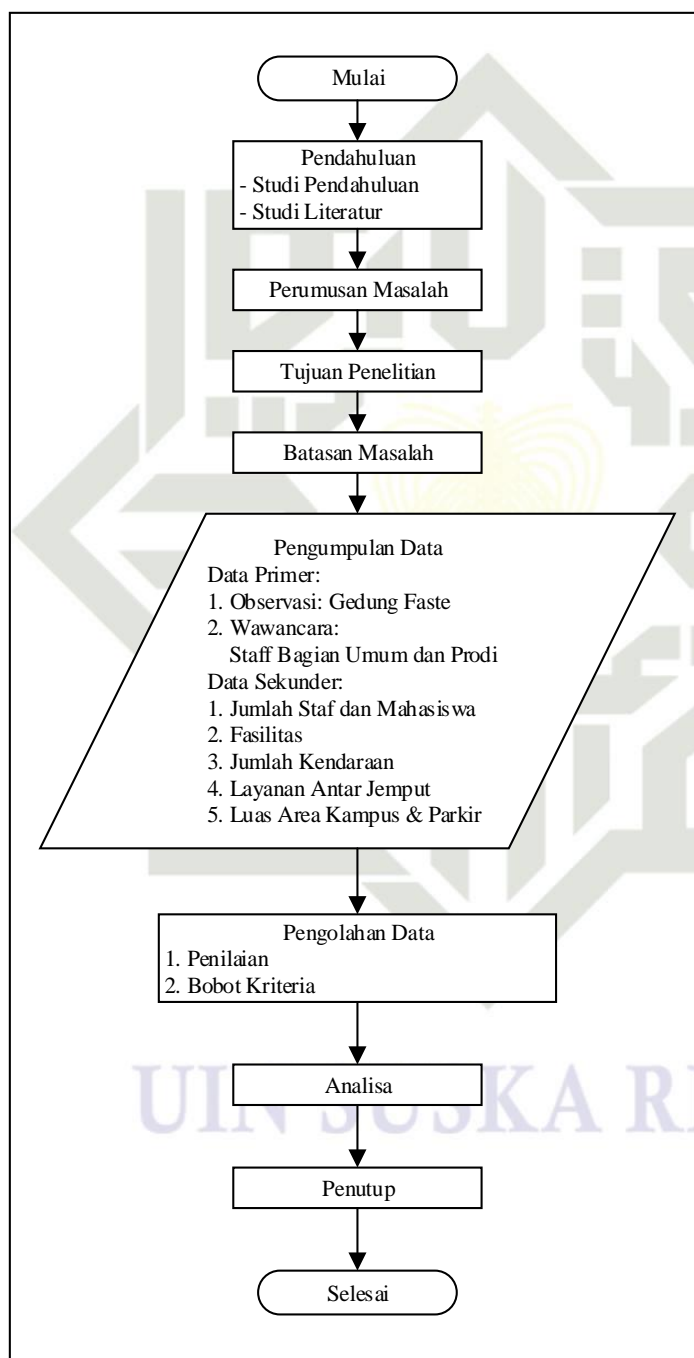 Mulai
Pendahuluan
- Studi Pendahuluan
- Studi Literatur
Perumusan Masalah
Tujuan Penelitian
Batasan Masalah
Pengumpulan Data
Data Primer:
1. Observasi: Gedung Faste
2. Wawancara:
Staff Bagian Umum dan Prodi
Data Sekunder:
1. Jumlah Staf dan Mahasiswa
2. Fasilitas
3. Jumlah Kendaraan
4. Layanan Antar Jemput
5. Luas Area Kampus & Parkir
Pengolahan Data
1. Penilaian
2. Bobot Kriteria
Analisa
UIN SUSKA R
Penutup
Selesai